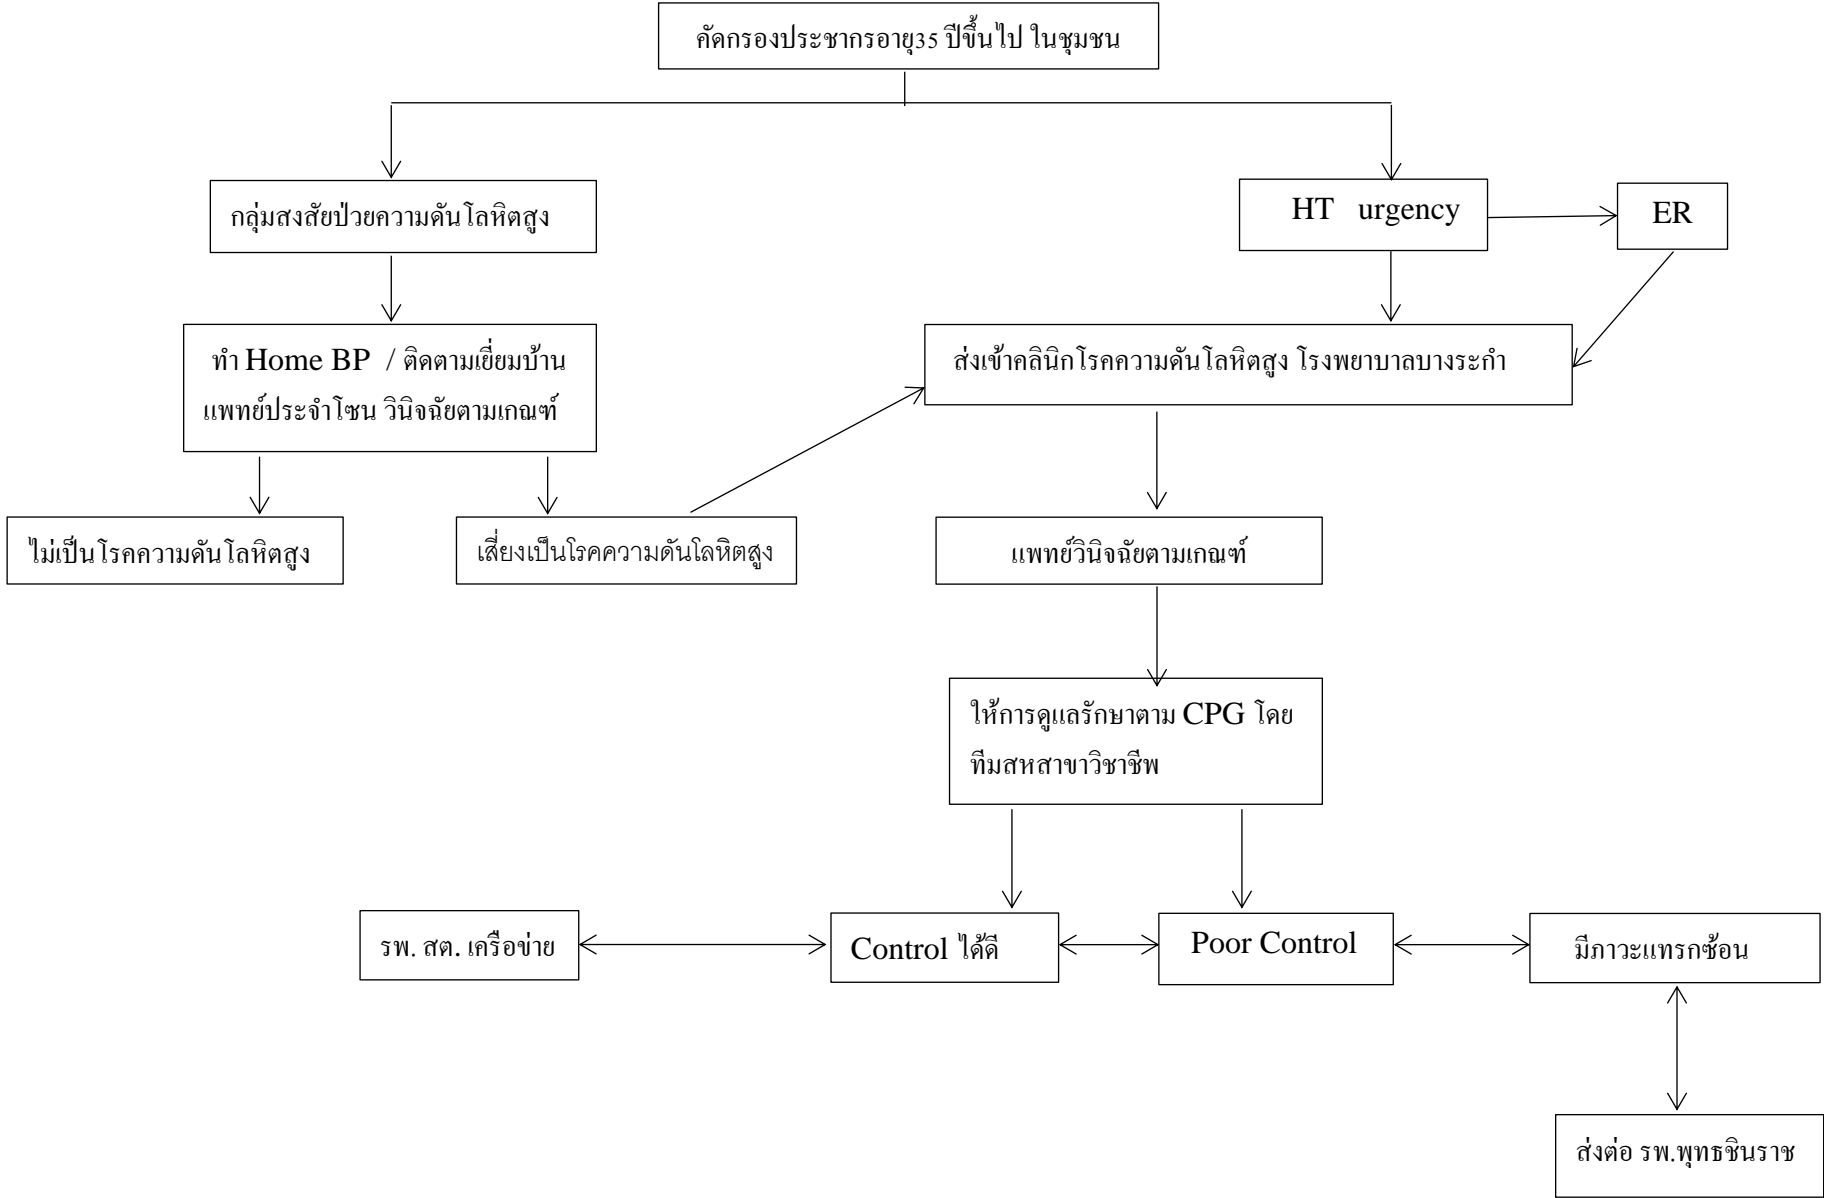 คัดกรองประชากรอายุ35 ปีขึ้นไป ในชุมชน
กลุ่มสงสัยป่วยความดันโลหิตสูง
HT urgency
ER
ทำ Home BP / ติดตามเยี่ยมบ้าน
แพทย์ประจำโซน วินิจฉัยตามเกณฑ์
ส่งเข้าคลินิกโรคความดันโลหิตสูง โรงพยาบาลบางระกำ
ไม่เป็นโรคความดันโลหิตสูง
เสี่ยงเป็นโรคความดันโลหิตสูง
แพทย์วินิจฉัยตามเกณฑ์
ให้การดูแลรักษาตาม CPG โดย
ทีมสหสาขาวิชาชีพ
รพ. สต. เครือข่าย
Control ได้ดี
Poor Control
มีภาวะแทรกซ้อน
ส่งต่อ รพ.พุทธชินราช